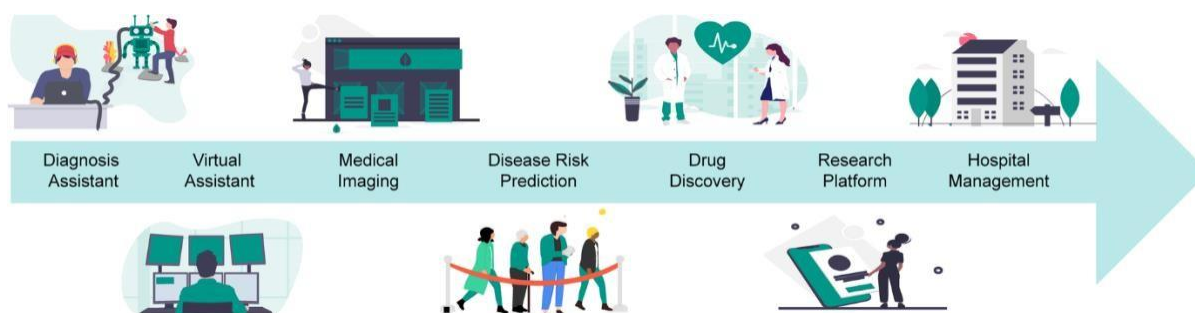 Diagnosis
Assistant
Virtual
Assistant
Medical
Imaging
Disease Risk
Prediction
Drug
Discovery
Research
Platform
Hospital
Management